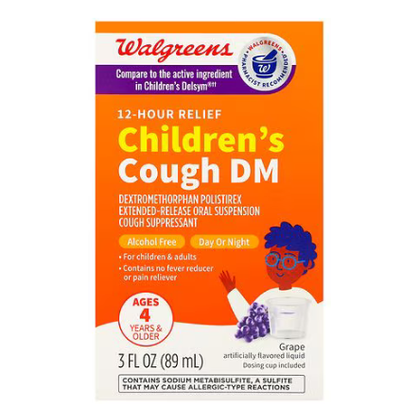 Walgreens
Compare to the active ingredient
in Children's Delsym®††
WALGREENS
PHARMACIST RECOMMENDED
W
12-HOUR RELIEF
Children's
Cough DM
DEXTROMETHORPHAN POLISTIREX
EXTENDED-RELEASE ORAL SUSPENSION
COUGH SUPPRESSANT
Alcohol Free
Day Or Night
• For children & adults
• Contains no fever reducer
or pain reliever
AGES
4
YEARS &
OLDER
3 FL OZ (89 mL)
Grape
artificially flavored liquid
Dosing cup included
CONTAINS SODIUM METABISULFITE, A SULFITE
THAT MAY CAUSE ALLERGIC-TYPE REACTIONS